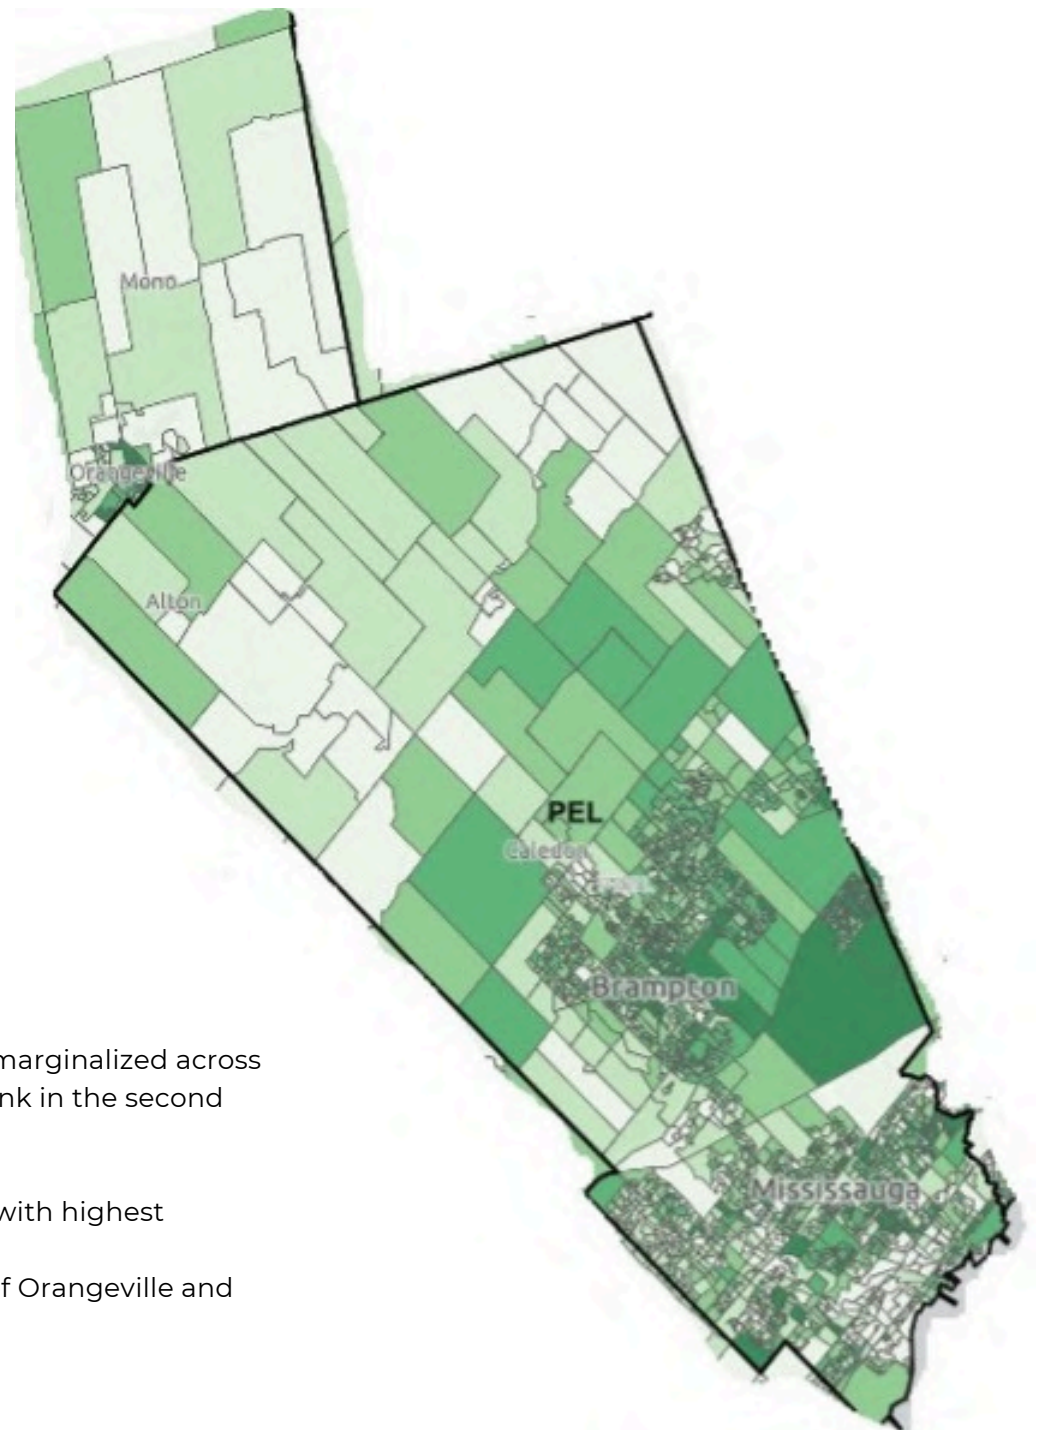 Mono
Orangeville
Alton
PEL
Caledon
Brampton
marginalized across
nk in the second
Mississauga
with highest
f Orangeville and